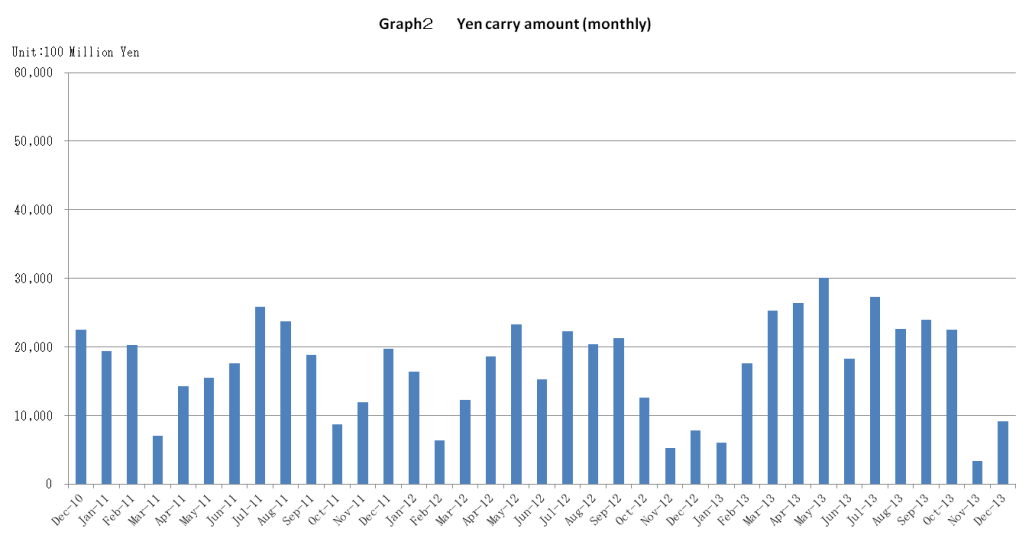 Graph２ Yen carry amount (monthly)
Unit:100 Million Yen
60,000
50,000
40,000
30,000
20,000
10,000
0
Dec-10 Jan-11 Feb-11 Mar-11 Apr-11 May-11 Jun-11 Jul-11 Aug-11 Sep-11 Oct-11 Nov-11 Dec-11 Jan-12 Feb-12 Mar-12 Apr-12 May-12 Jun-12 Jul-12 Aug-12 Sep-12 Oct-12 Nov-12 Dec-12 Jan-13 Feb-13 Mar-13 Apr-13 May-13 Jun-13 Jul-13 Aug-13 Sep-13 Oct-13 Nov-13 Dec-13